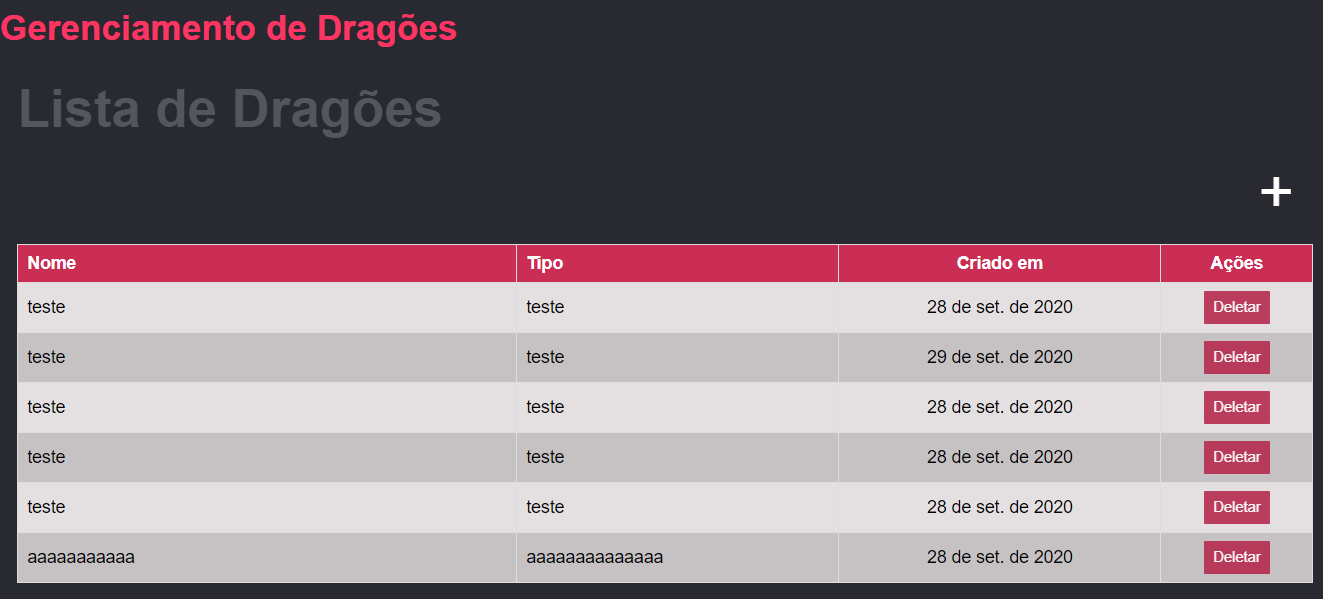 Gerenciamento de Dragões
Lista de Dragões
+
Nome Tipo Criado em Ações
teste teste 28 de set. de 2020 Deletar
teste teste 29 de set. de 2020 Deletar
teste teste 28 de set. de 2020 Deletar
teste teste 28 de set. de 2020 Deletar
teste teste 28 de set. de 2020 Deletar
aaaaaaaaaaa aaaaaaaaaaaaaa 28 de set. de 2020 Deletar